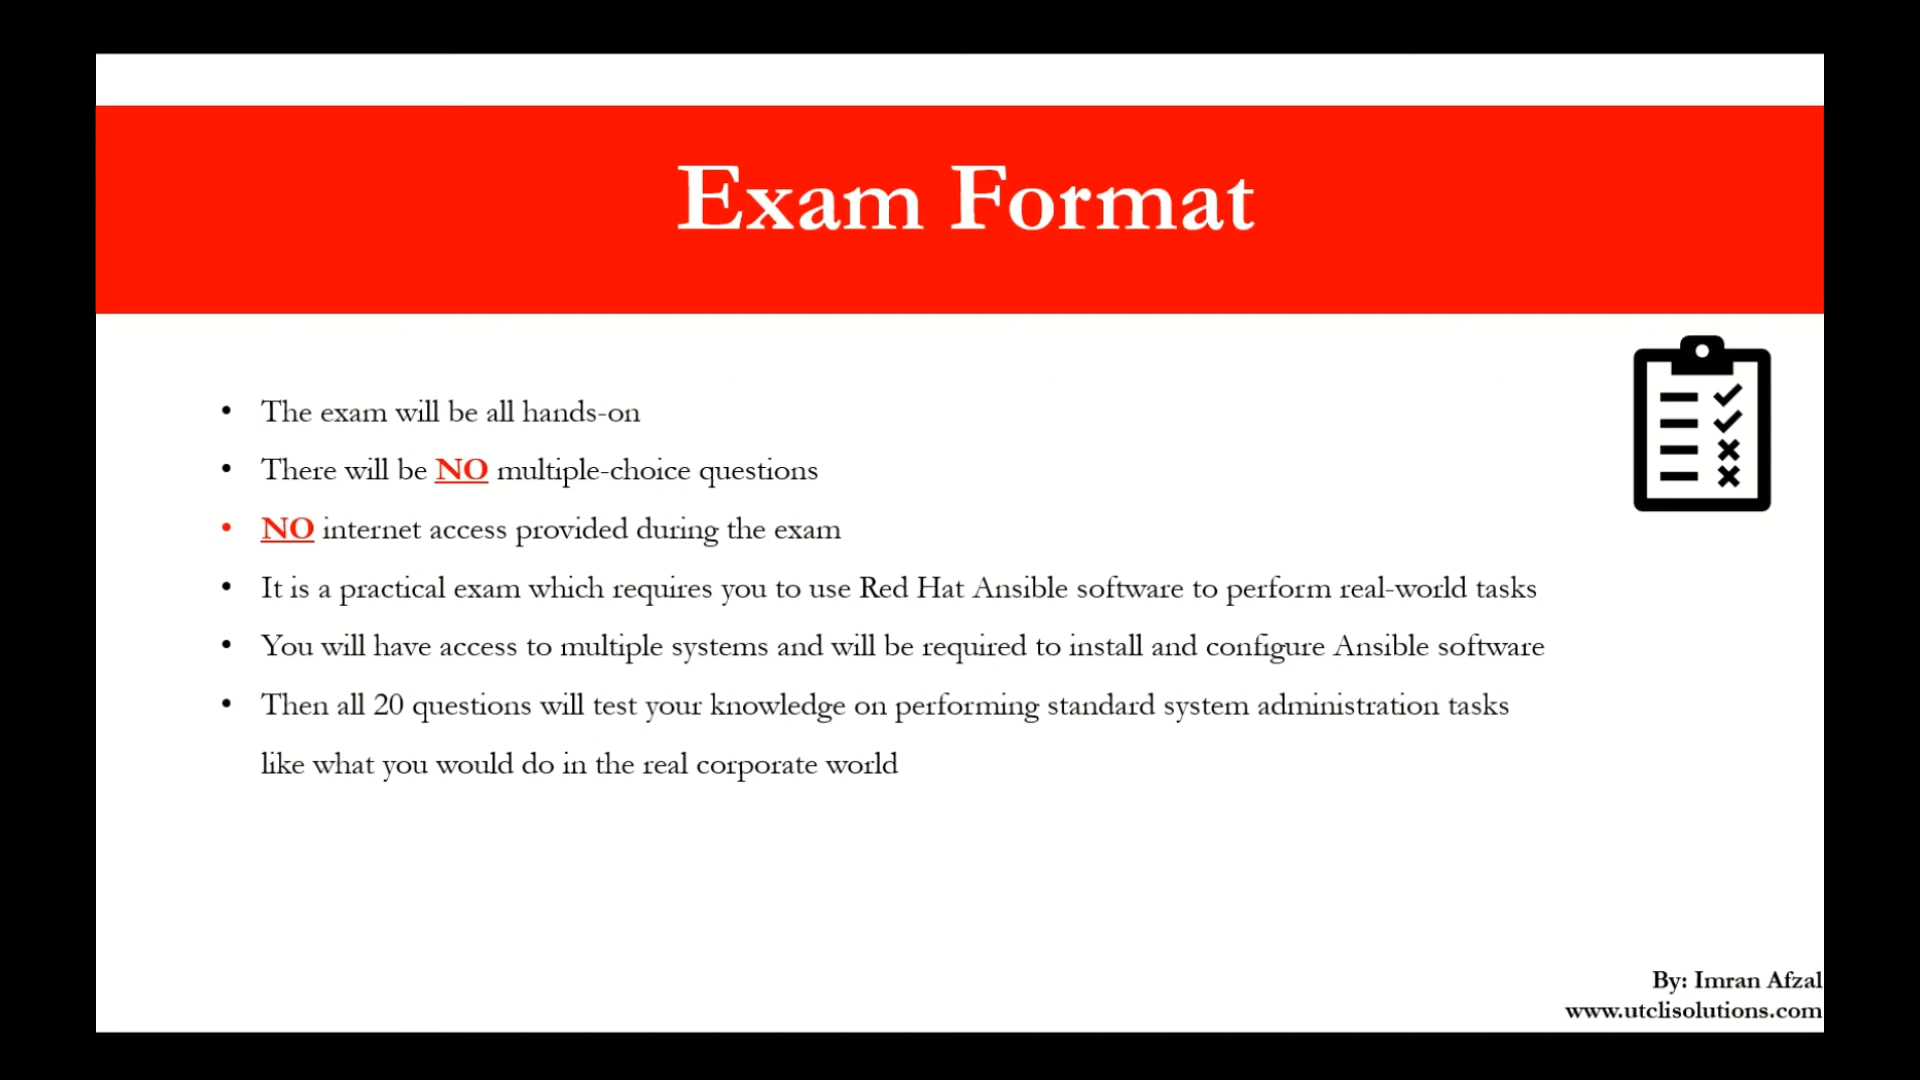 Exam Format
• The exam will be all hands-on
• There will be NO multiple-choice questions
• NO internet access provided during the exam
• It is a practical exam which requires you to use Red Hat Ansible software to perform real-world tasks
• You will have access to multiple systems and will be required to install and configure Ansible software
• Then all 20 questions will test your knowledge on performing standard system administration tasks
like what you would do in the real corporate world
By: Imran Afzal
www.utclisolutions.com